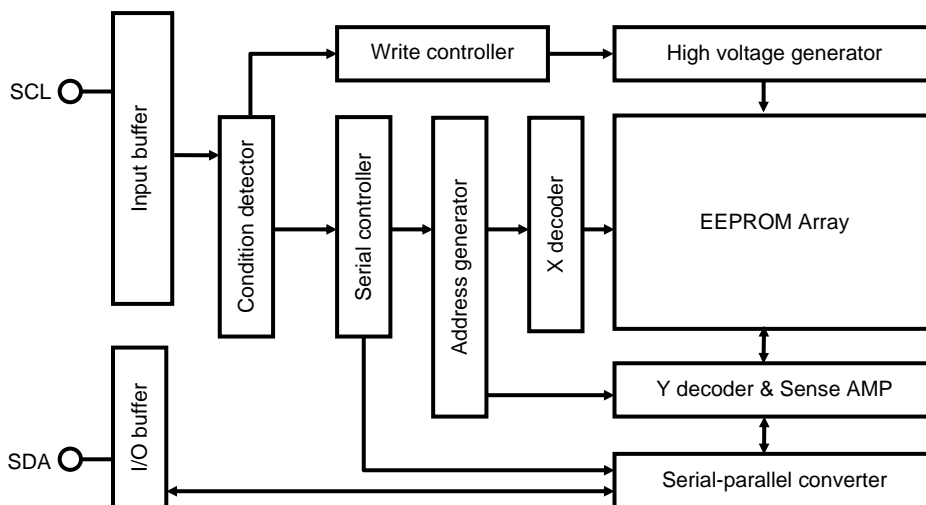 Write controller
High voltage generator
SCL
Input buffer
Condition detector
Serial controller
Address generator
X decoder
EEPROM Array
Y decoder & Sense AMP
SDA
I/O buffer
Serial-parallel converter